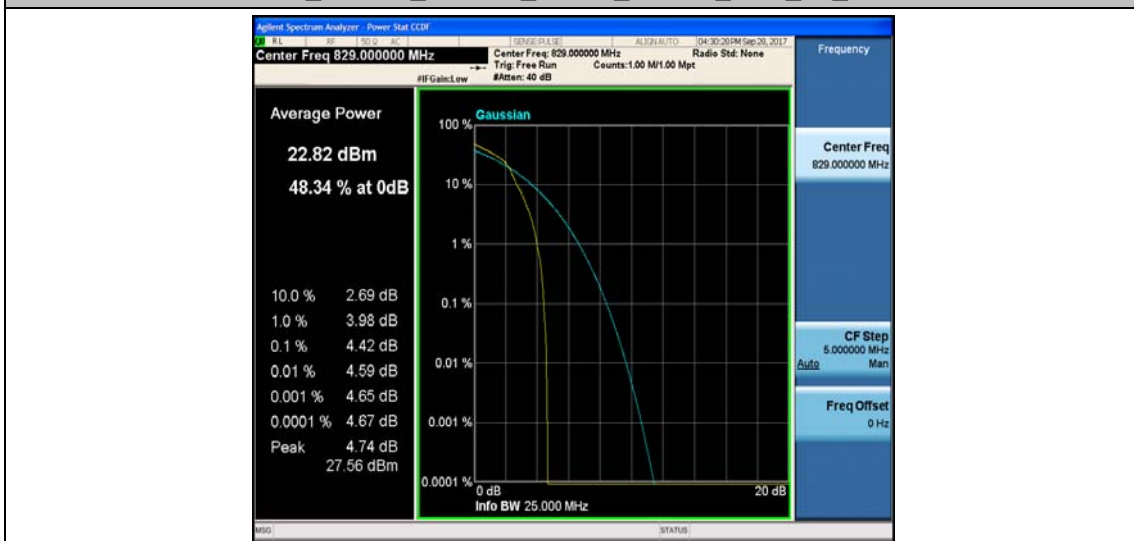 Agilent Spectrum Analyzer - Power Stat CCDF
RL RF 50 Ω AC SENSE:PULSE ALIGN AUTO 04:30:20 PM Sep 20, 2017
Center Freq 829.000000 MHz
Center Freq: 829.000000 MHz Radio Std: None
Trig: Free Run Counts:1.00 M/1.00 Mpt
#IFGain:Low #Atten: 40 dB
Frequency
Average Power
22.82 dBm
48.34 % at 0dB
10.0 % 2.69 dB
1.0 % 3.98 dB
0.1 % 4.42 dB
0.01 % 4.59 dB
0.001 % 4.65 dB
0.0001 % 4.67 dB
Peak 4.74 dB
27.56 dBm
Gaussian
100 %
10 %
1 %
0.1 %
0.01 %
0.001 %
0.0001 %
0 dB 20 dB
Info BW 25.000 MHz
Center Freq
829.000000 MHz
CF Step
5.000000 MHz
Auto Man
Freq Offset
0 Hz
MSG STATUS